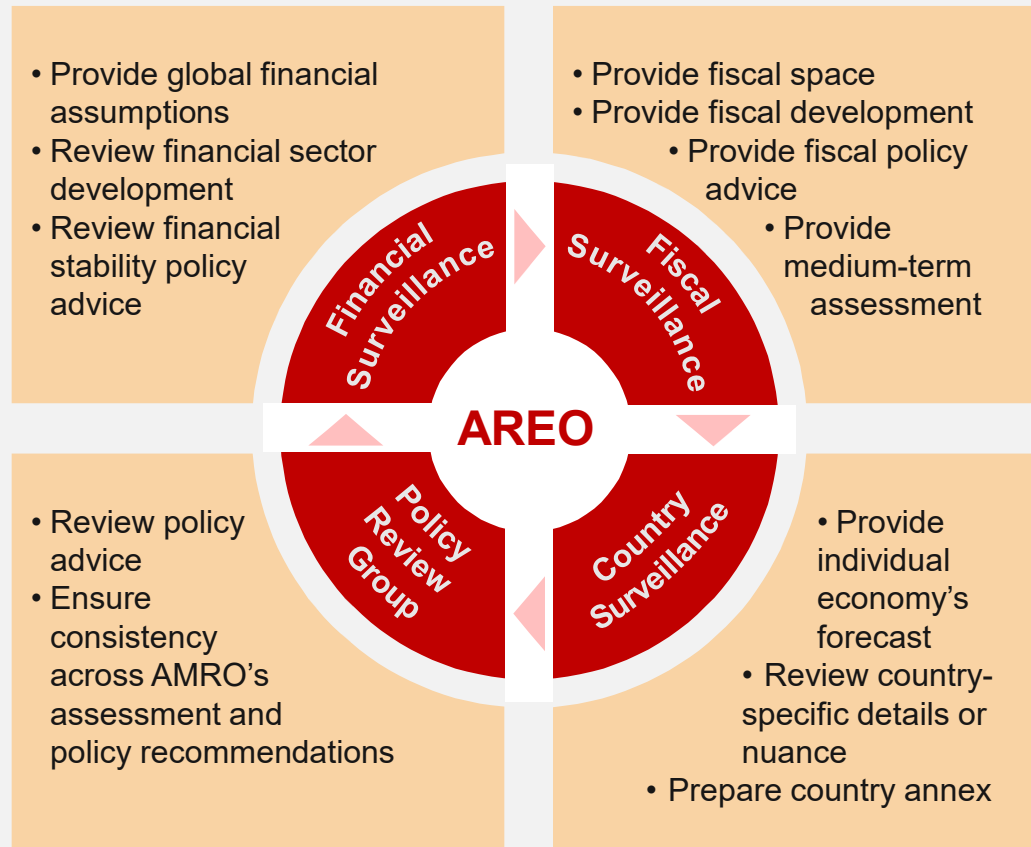 • Provide global financial
assumptions
• Review financial sector
development
• Review financial
stability policy
advice
• Provide fiscal space
• Provide fiscal development
• Provide fiscal policy
advice
• Provide
medium-term
assessment
Financial
Surveillance
Fiscal
Surveillance
AREO
Policy
Review
Group
Country
Surveillance
• Review policy
advice
• Ensure
consistency
across AMRO’s
assessment and
policy recommendations
• Provide
individual
economy’s
forecast
• Review country-
specific details or
nuance
• Prepare country annex